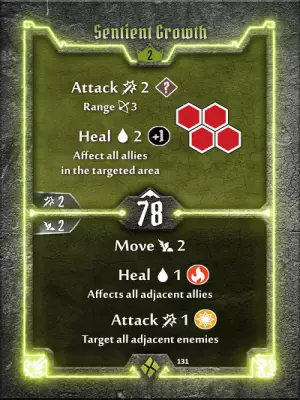 Sentient Growth
2
Attack 2 ?
Range 3
Heal 2 +1
Affect all allies
in the targeted area
2
78
2
Move 2
Heal 1
Affects all adjacent allies
Attack 1
Target all adjacent enemies
131